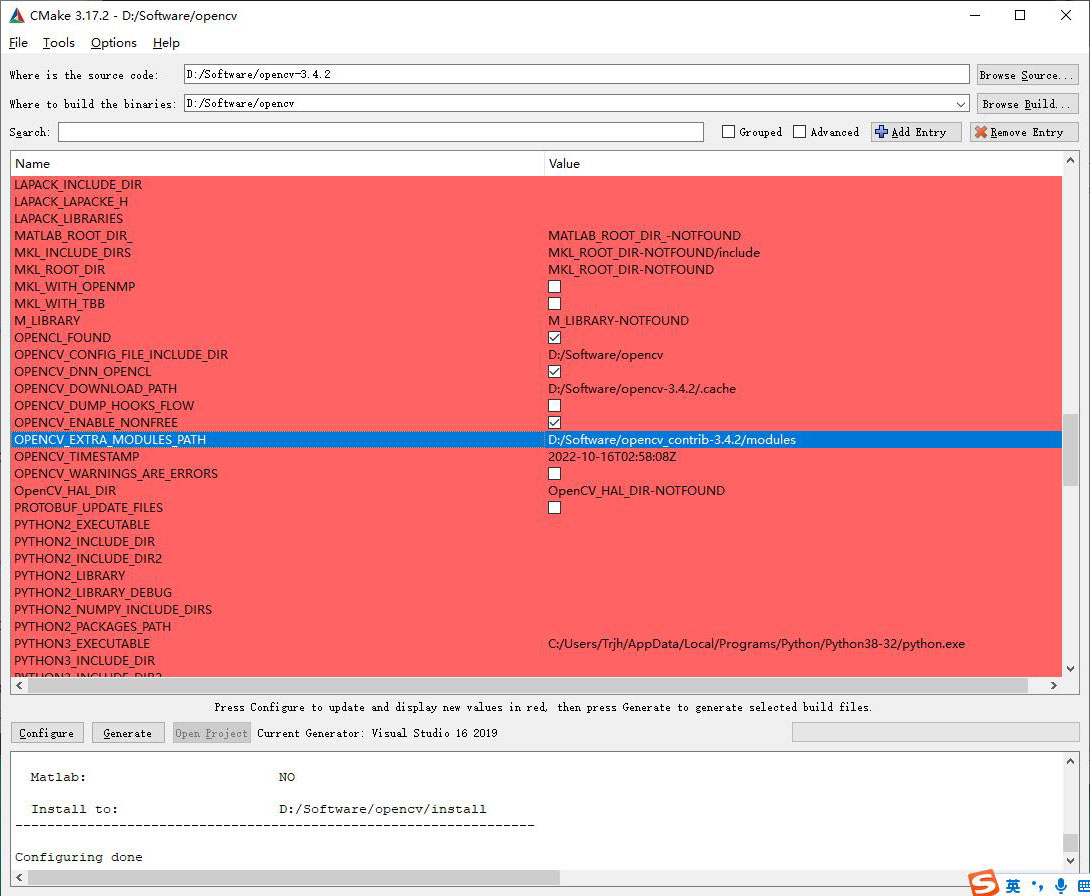 CMake 3.17.2 - D:/Software/opencv
File Tools Options Help
Where is the source code: D:/Software/opencv-3.4.2 Browse Source...
Where to build the binaries: D:/Software/opencv Browse Build...
Search: Grouped Advanced Add Entry Remove Entry
Name Value
LAPACK_INCLUDE_DIR
LAPACK_LAPACKE_H
LAPACK_LIBRARIES
MATLAB_ROOT_DIR_ MATLAB_ROOT_DIR_-NOTFOUND
MKL_INCLUDE_DIRS MKL_ROOT_DIR-NOTFOUND/include
MKL_ROOT_DIR MKL_ROOT_DIR-NOTFOUND
MKL_WITH_OPENMP
MKL_WITH_TBB
M_LIBRARY M_LIBRARY-NOTFOUND
OPENCL_FOUND
OPENCV_CONFIG_FILE_INCLUDE_DIR D:/Software/opencv
OPENCV_DNN_OPENCL
OPENCV_DOWNLOAD_PATH D:/Software/opencv-3.4.2/.cache
OPENCV_DUMP_HOOKS_FLOW
OPENCV_ENABLE_NONFREE
OPENCV_EXTRA_MODULES_PATH D:/Software/opencv_contrib-3.4.2/modules
OPENCV_TIMESTAMP 2022-10-16T02:58:08Z
OPENCV_WARNINGS_ARE_ERRORS
OpenCV_HAL_DIR OpenCV_HAL_DIR-NOTFOUND
PROTOBUF_UPDATE_FILES
PYTHON2_EXECUTABLE
PYTHON2_INCLUDE_DIR
PYTHON2_INCLUDE_DIR2
PYTHON2_LIBRARY
PYTHON2_LIBRARY_DEBUG
PYTHON2_NUMPY_INCLUDE_DIRS
PYTHON2_PACKAGES_PATH
PYTHON3_EXECUTABLE C:/Users/Trjh/AppData/Local/Programs/Python/Python38-32/python.exe
PYTHON3_INCLUDE_DIR
PYTHON3_INCLUDE_DIR2
Press Configure to update and display new values in red, then press Generate to generate selected build files.
Configure Generate Open Project Current Generator: Visual Studio 16 2019
Matlab: NO
Install to: D:/Software/opencv/install
-----------------------------------------------------------------
Configuring done
S 英